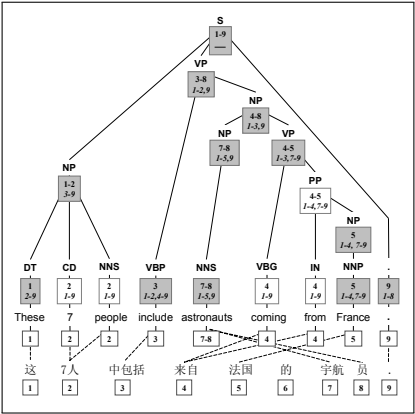 S
1-9
—
VP
3-8
1-2,9
NP
4-8
1-3,9
NP VP
7-8 4-5
1-5,9 1-3,7-9
NP PP
1-2 4-5
3-9 1-4,7-9
NP
5
1-4, 7-9
DT CD NNS VBP NNS VBG IN NNP .
1 2 2 3 7-8 4 4 5 9
2-9 1-9 1-9 1-2,4-9 1-5,9 1-9 1-9 1-4,7-9 1-8
These 7 people include astronauts coming from France .
1 2 2 3 7-8 4 4 5 9
这 7人 中包括 来自 法国 的 宇航 员 .
1 2 3 4 5 6 7 8 9